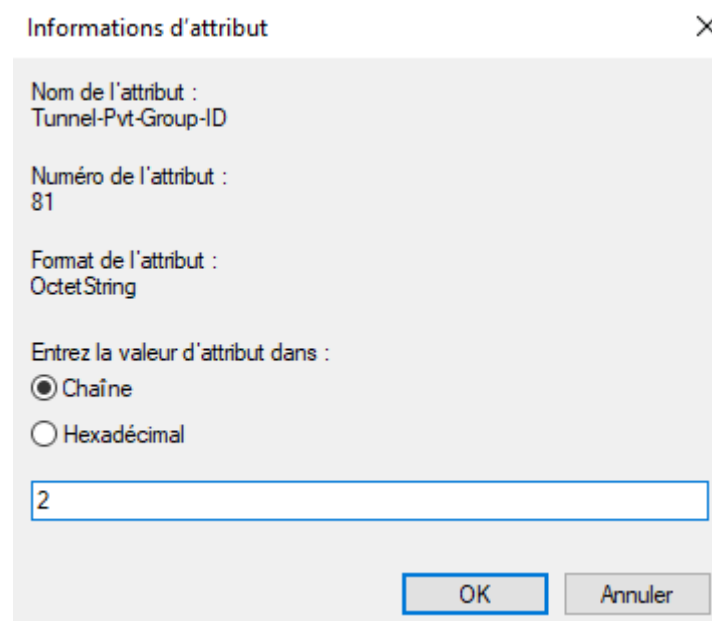 Informations d'attribut
Nom de l'attribut :
Tunnel-Pvt-Group-ID
Numéro de l'attribut :
81
Format de l'attribut :
OctetString
Entrez la valeur d'attribut dans :
Chaîne
Hexadécimal
2
OK
Annuler